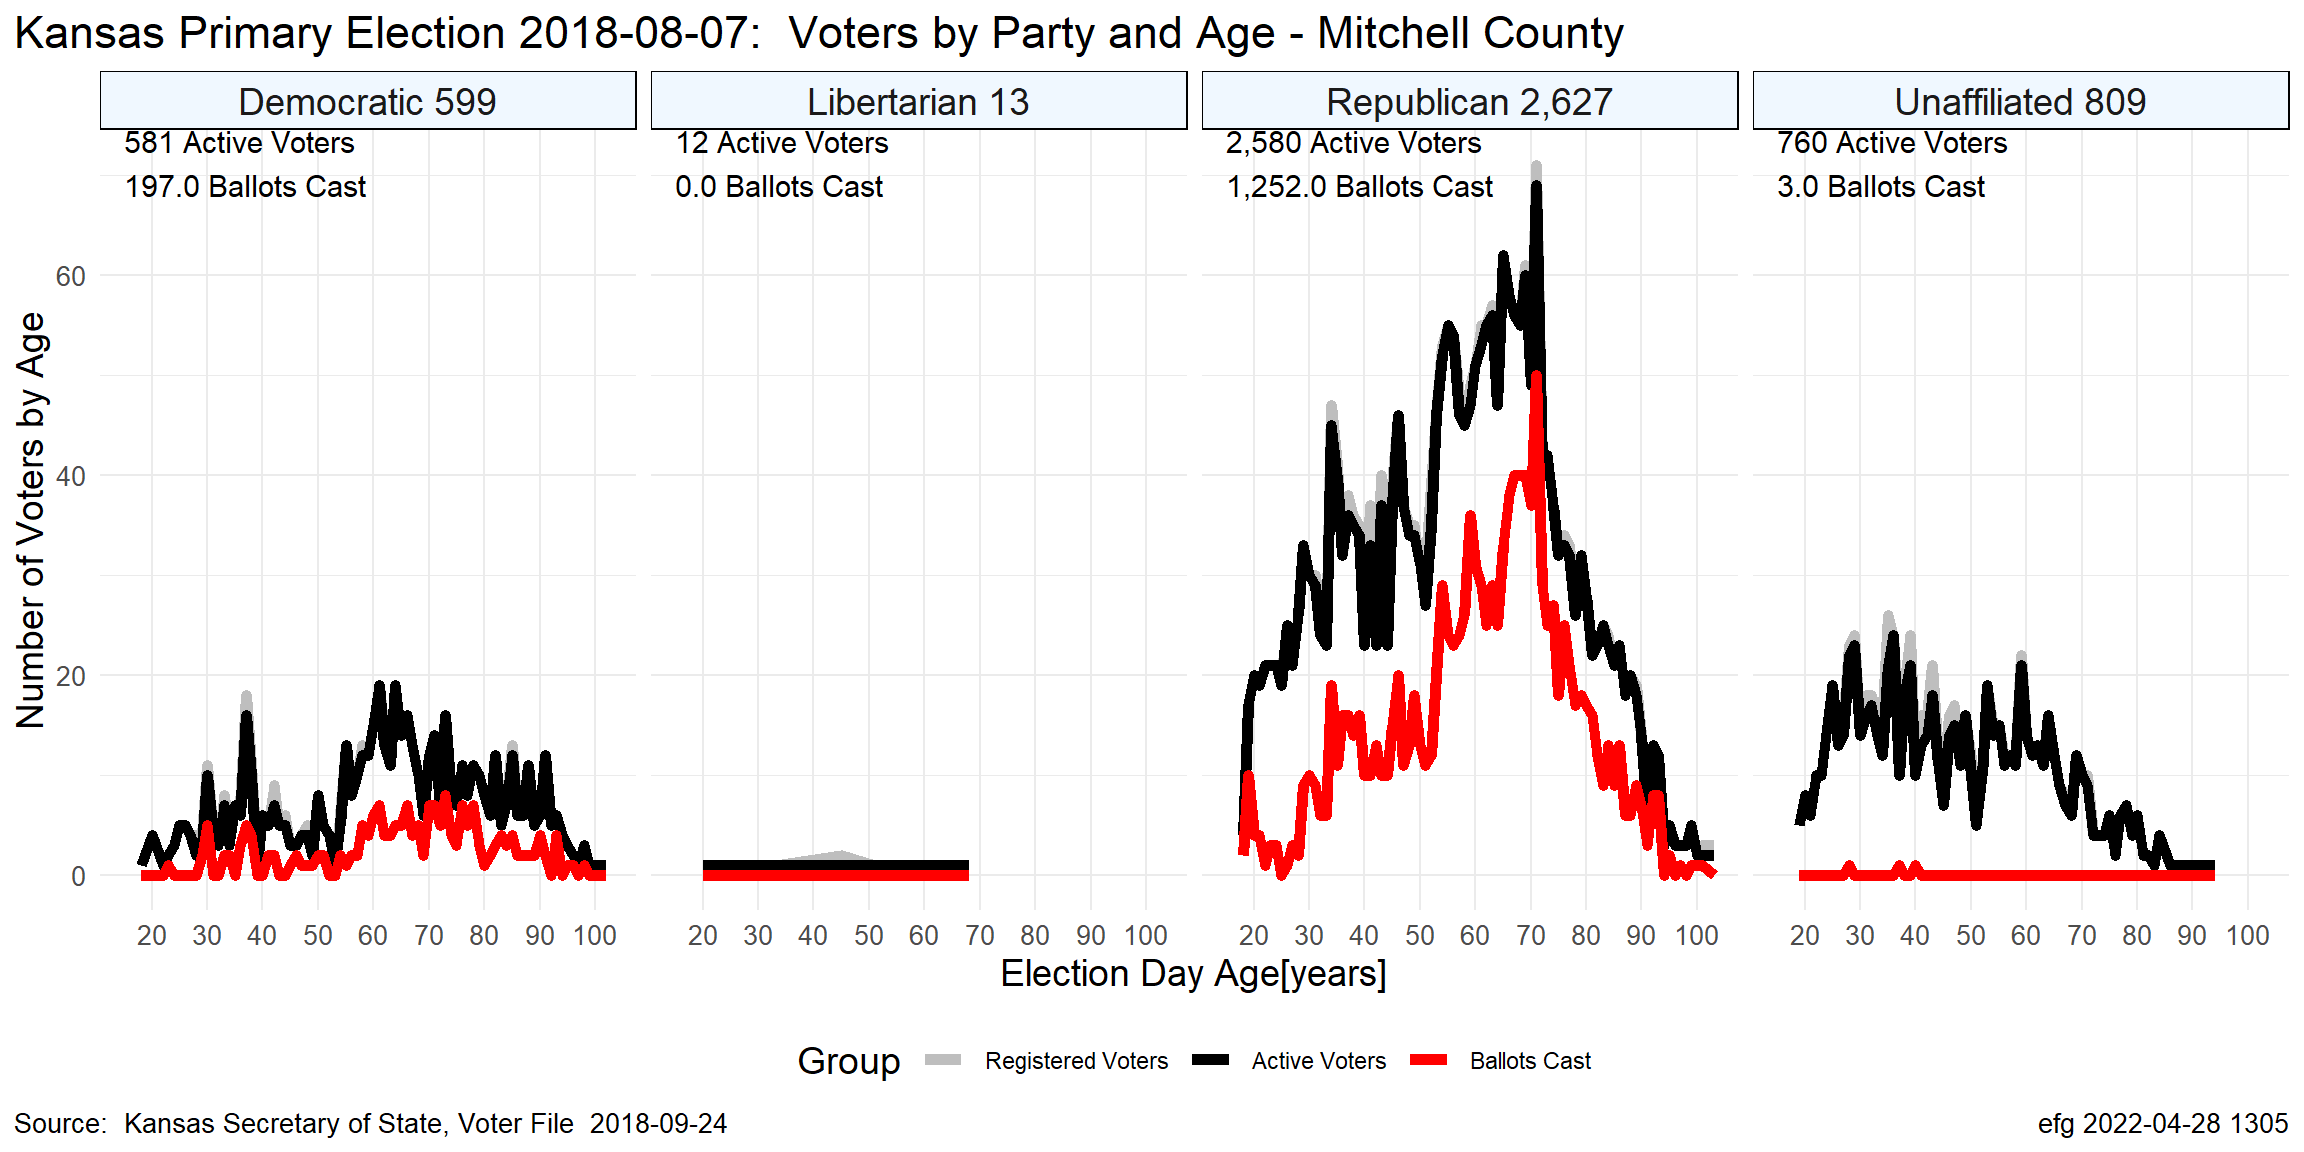 Kansas Primary Election 2018-08-07:  Voters by Party and Age - Mitchell County
Democratic 599
Libertarian 13
Republican 2,627
Unaffiliated 809
581 Active Voters
197.0 Ballots Cast
12 Active Voters
0.0 Ballots Cast
2,580 Active Voters
1,252.0 Ballots Cast
760 Active Voters
3.0 Ballots Cast
Number of Voters by Age
60
40
20
0
20 30 40 50 60 70 80 90 100
20 30 40 50 60 70 80 90 100
20 30 40 50 60 70 80 90 100
20 30 40 50 60 70 80 90 100
Election Day Age[years]
Group Registered Voters Active Voters Ballots Cast
Source:  Kansas Secretary of State, Voter File  2018-09-24
efg 2022-04-28 1305